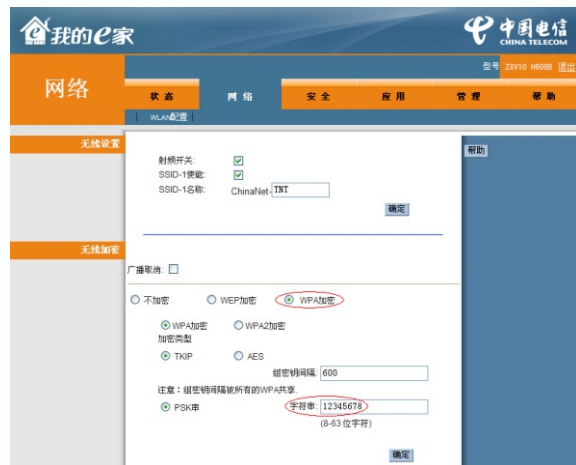 我的e家
中国电信
CHINA TELECOM
型号 ZXV10 H608B 退出
网络
状态 网络 安全 应用 管理 帮助
WLAN配置
无线设置
帮助
射频开关:
SSID-1使能:
SSID-1名称: ChinaNet- TNT
确定
无线加密
广播取消:
不加密 WEP加密 WPA加密
WPA加密 WPA2加密
加密类型
TKIP AES
组密钥间隔: 600
注意：组密钥间隔被所有的WPA共享.
PSK串 字符串: 12345678
(8-63 位字符)
确定